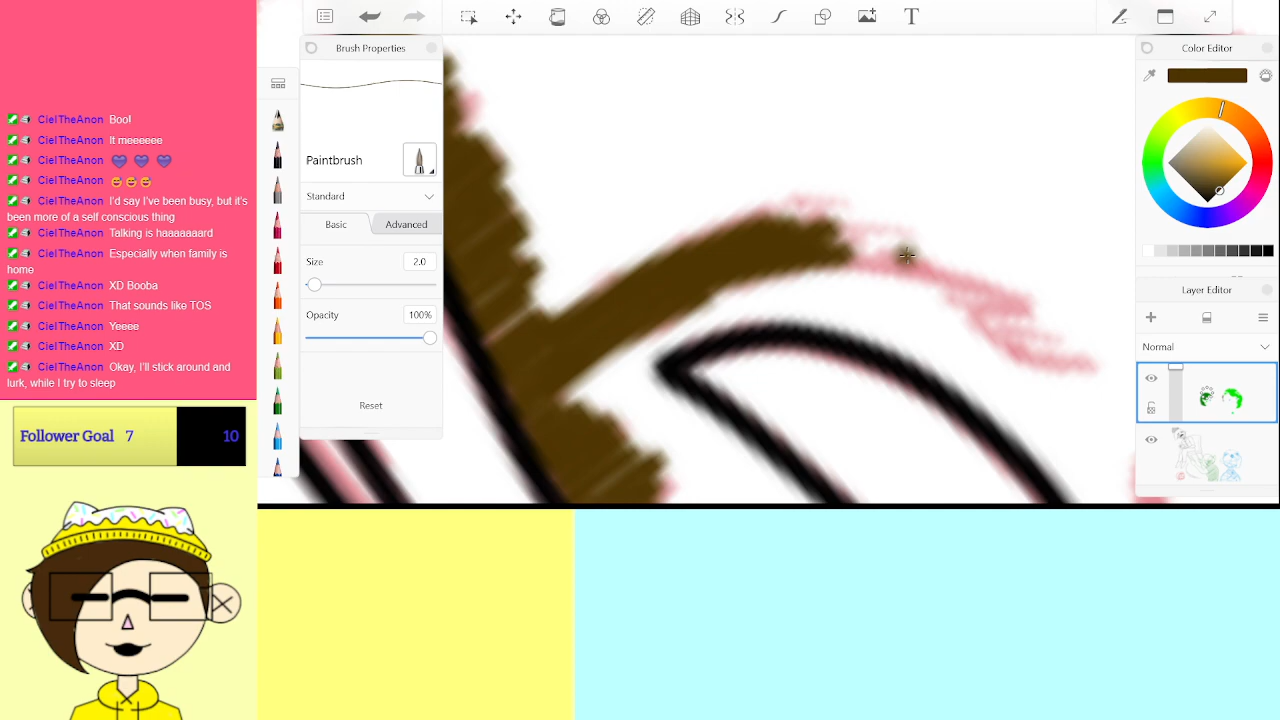 CielTheAnon Boo!
CielTheAnon It meeeeee
CielTheAnon
CielTheAnon
CielTheAnon I'd say I've been busy, but it's
been more of a self conscious thing
CielTheAnon Talking is haaaaaard
CielTheAnon Especially when family is
home
CielTheAnon XD Booba
CielTheAnon That sounds like TOS
CielTheAnon Yeeee
CielTheAnon XD
CielTheAnon Okay, I'll stick around and
lurk, while I try to sleep
Follower Goal 7 10
Brush Properties
Paintbrush
Standard
Basic Advanced
Size 2.0
Opacity 100%
Reset
T
Color Editor
Layer Editor
Normal